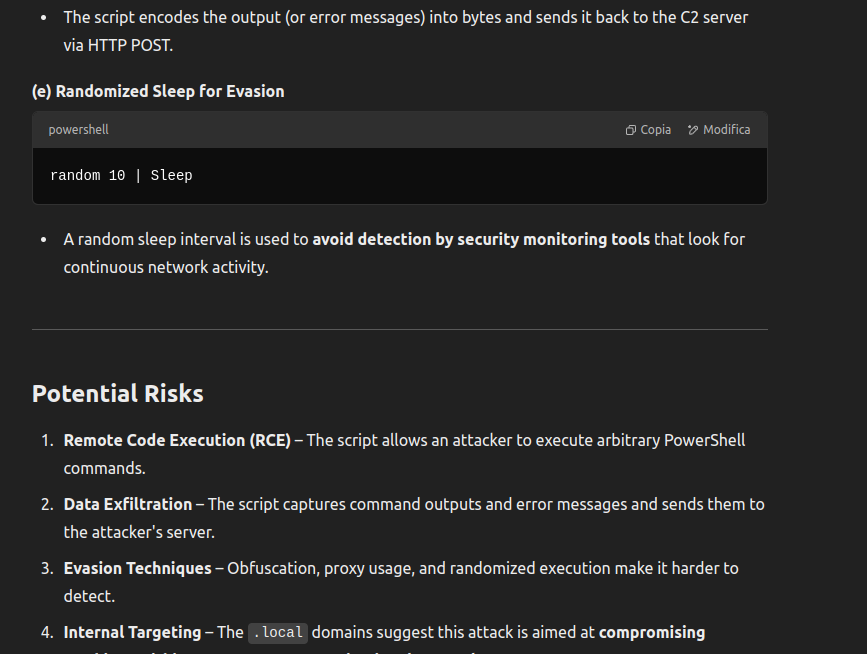 • The script encodes the output (or error messages) into bytes and sends it back to the C2 server
via HTTP POST.
(e) Randomized Sleep for Evasion
powershell Copia Modifica
random 10 | Sleep
• A random sleep interval is used to avoid detection by security monitoring tools that look for
continuous network activity.
Potential Risks
1. Remote Code Execution (RCE) – The script allows an attacker to execute arbitrary PowerShell
commands.
2. Data Exfiltration – The script captures command outputs and error messages and sends them to
the attacker's server.
3. Evasion Techniques – Obfuscation, proxy usage, and randomized execution make it harder to
detect.
4. Internal Targeting – The .local domains suggest this attack is aimed at compromising